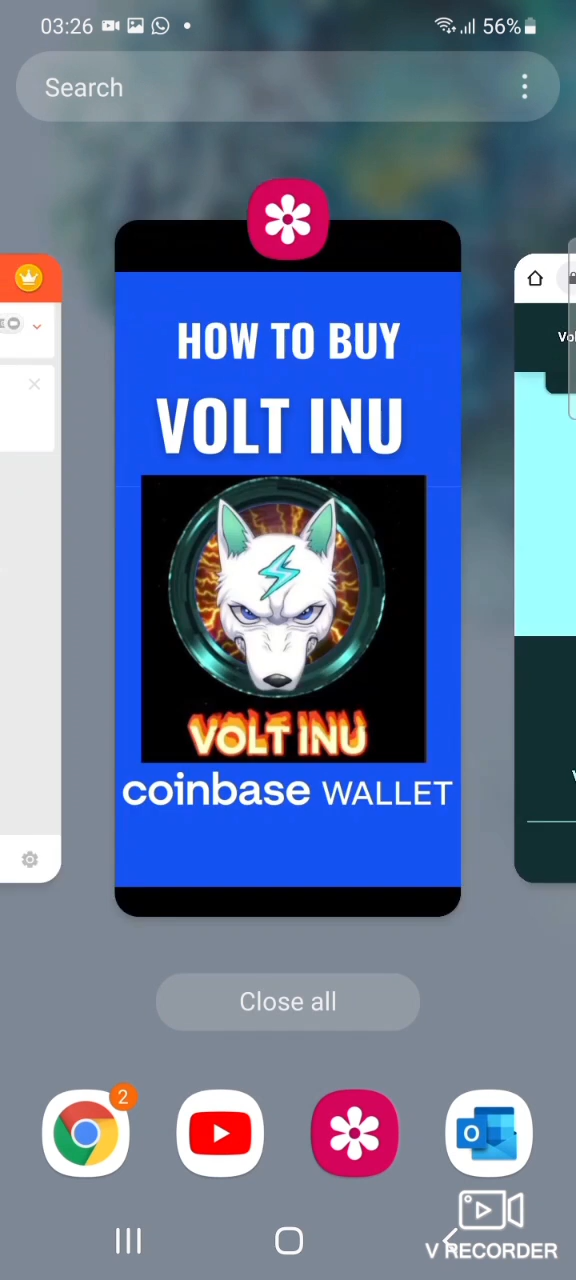 03:26
56%
Search
HOW TO BUY
VOLT INU
VOLT INU
coinbase WALLET
Close all
2
V RECORDER